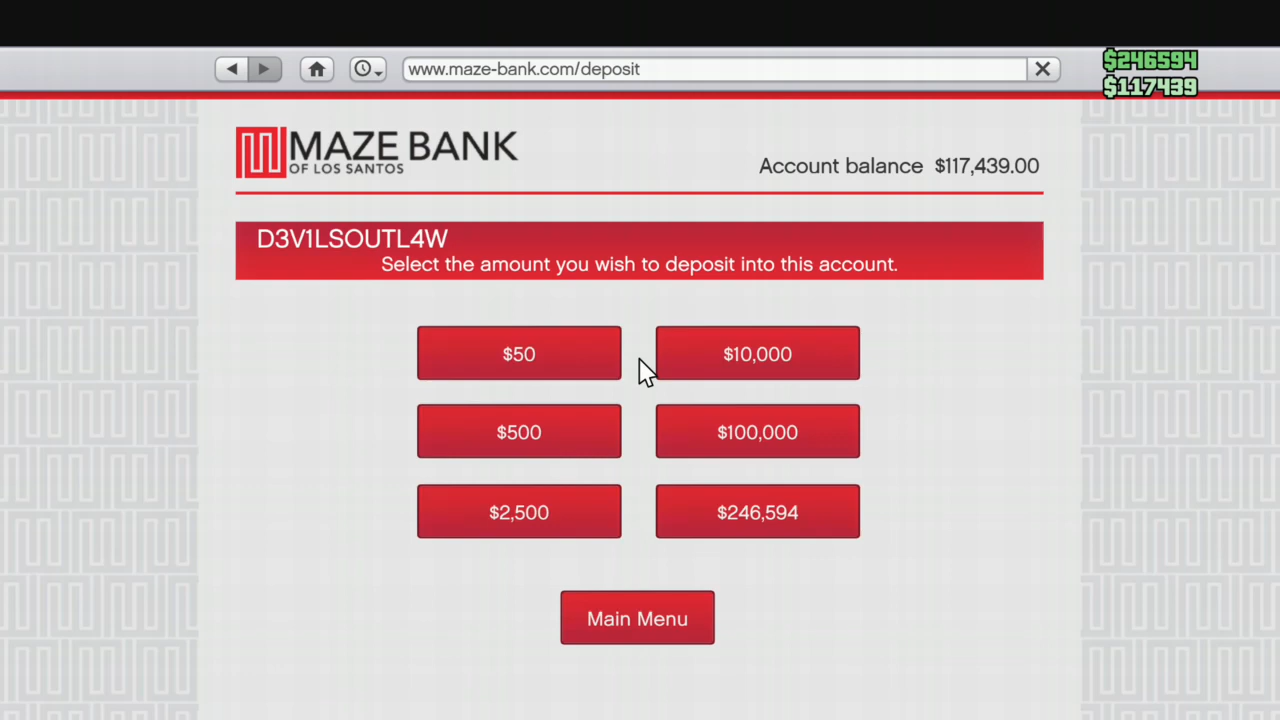 www.maze-bank.com/deposit
$246594
$117439
MAZE BANK
OF LOS SANTOS
Account balance $117,439.00
D3V1LSOUTL4W
Select the amount you wish to deposit into this account.
$50
$10,000
$500
$100,000
$2,500
$246,594
Main Menu